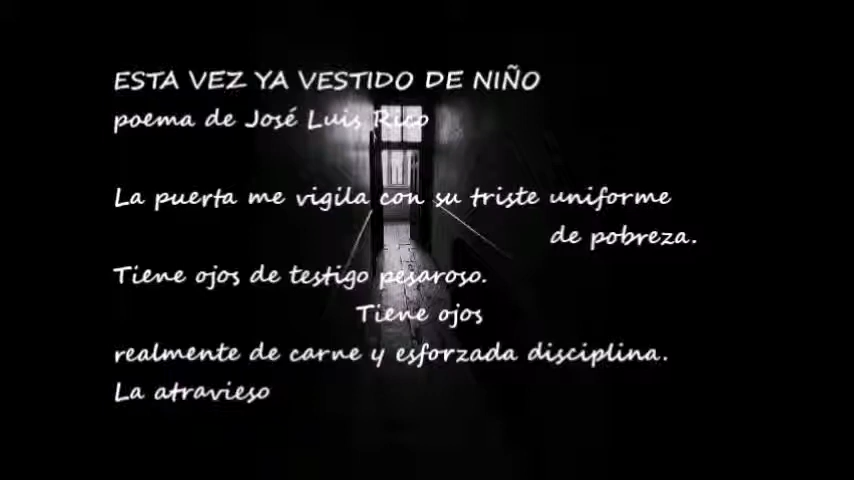 ESTA VEZ YA VESTIDO DE NIÑO
poema de José Luis Rico
La puerta me vigila con su triste uniforme
de pobreza.
Tiene ojos de testigo pesaroso.
Tiene ojos
realmente de carne y esforzada disciplina.
La atravieso